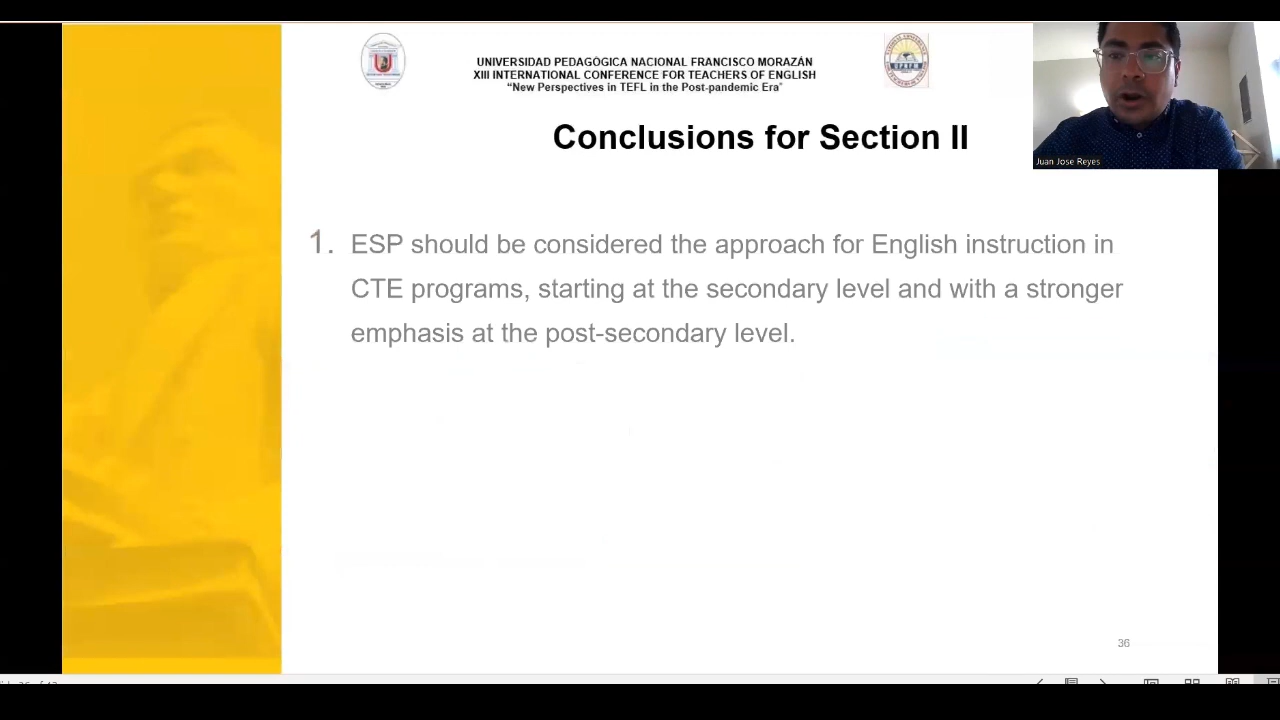 UNIVERSIDAD PEDAGÓGICA NACIONAL FRANCISCO MORAZÁN
XIII INTERNATIONAL CONFERENCE FOR TEACHERS OF ENGLISH
“New Perspectives in TEFL in the Post-pandemic Era”
Conclusions for Section II
Juan Jose Reyes
1. ESP should be considered the approach for English instruction in
CTE programs, starting at the secondary level and with a stronger
emphasis at the post-secondary level.
36